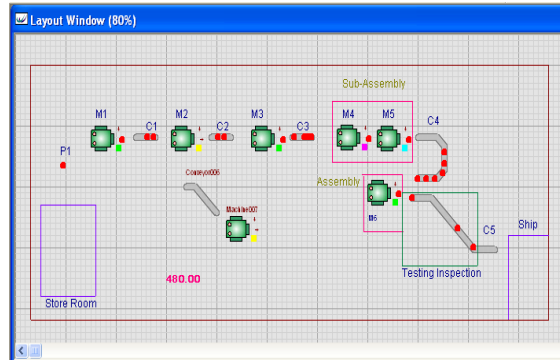 Layout Window (80%)
Sub-Assembly
M1 C1 M2 C2 M3 C3 M4 M5 C4
P1
Conveyor006
Assembly
M6
Machine007
Ship
C5
480.00
Testing Inspection
Store Room